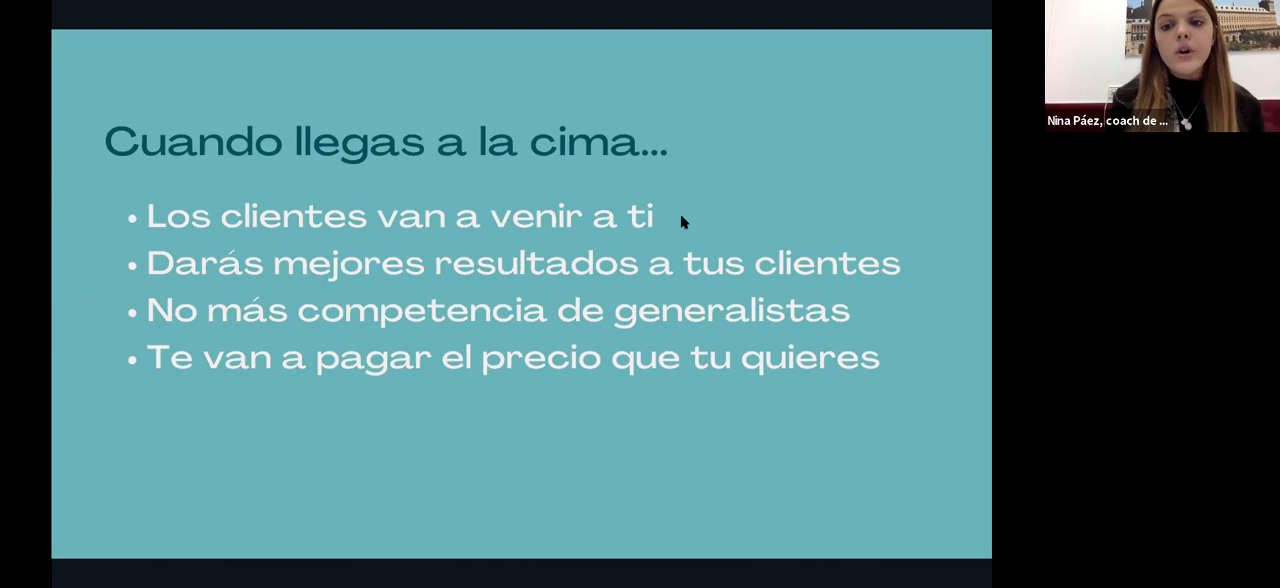 Cuando llegas a la cima...
• Los clientes van a venir a ti
• Darás mejores resultados a tus clientes
• No más competencia de generalistas
• Te van a pagar el precio que tu quieres
Nina Páez, coach de ...